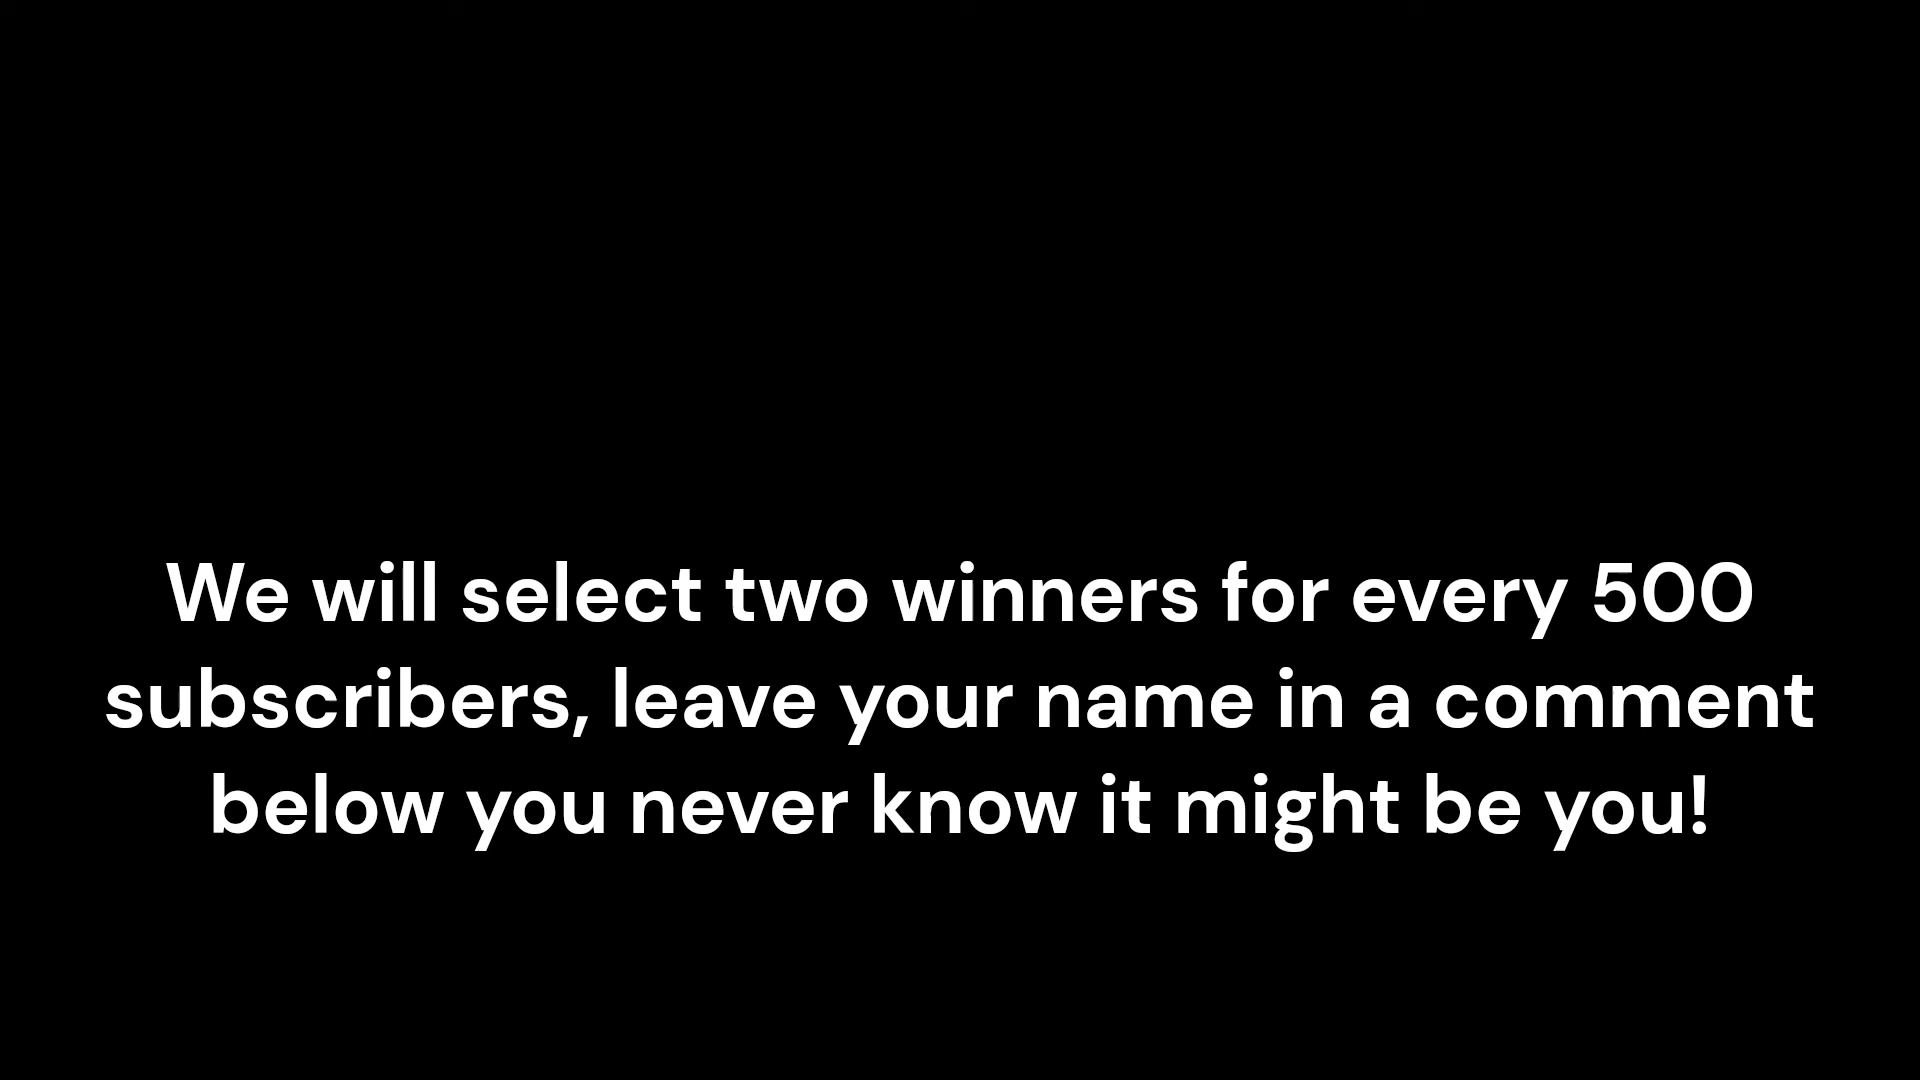 We will select two winners for every 500
subscribers, leave your name in a comment
below you never know it might be you!